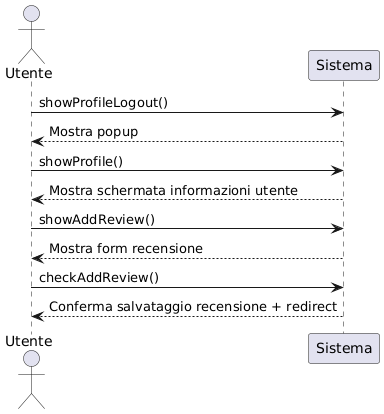 Utente
Sistema
showProfileLogout()
Mostra popup
showProfile()
Mostra schermata informazioni utente
showAddReview()
Mostra form recensione
checkAddReview()
Conferma salvataggio recensione + redirect
Utente
Sistema